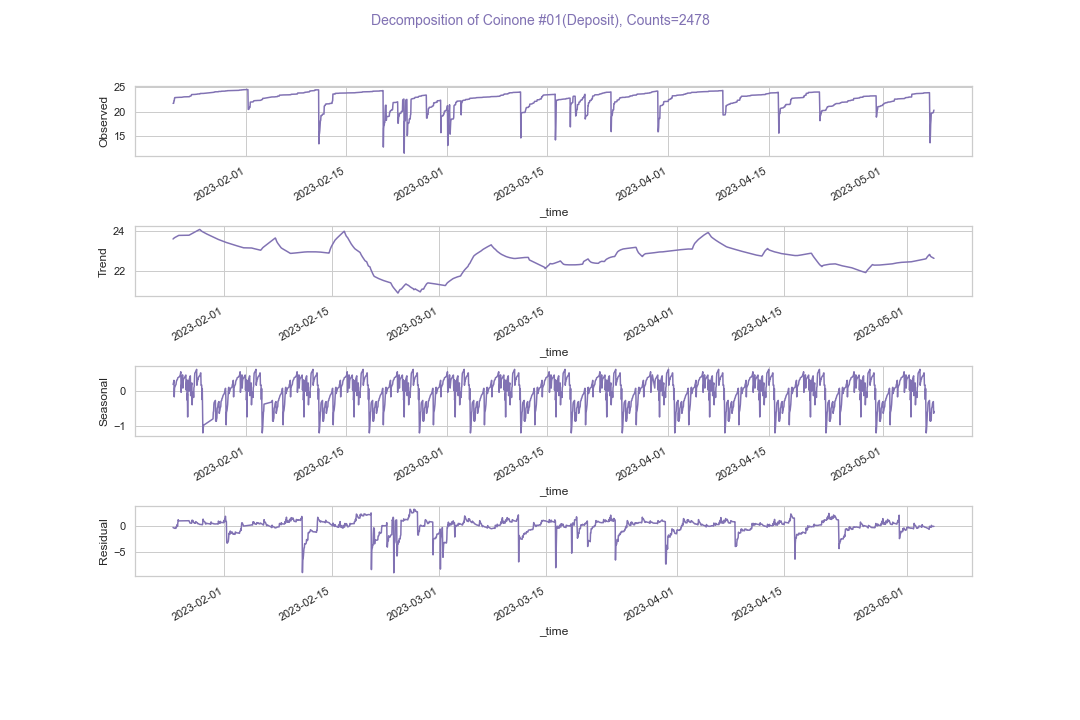 Decomposition of Coinone #01(Deposit), Counts=2478
25
20
15
Observed
2023-02-01 2023-02-15 2023-03-01 2023-03-15 2023-04-01 2023-04-15 2023-05-01
_time
24
22
Trend
2023-02-01 2023-02-15 2023-03-01 2023-03-15 2023-04-01 2023-04-15 2023-05-01
_time
0
−1
Seasonal
2023-02-01 2023-02-15 2023-03-01 2023-03-15 2023-04-01 2023-04-15 2023-05-01
_time
0
−5
Residual
2023-02-01 2023-02-15 2023-03-01 2023-03-15 2023-04-01 2023-04-15 2023-05-01
_time